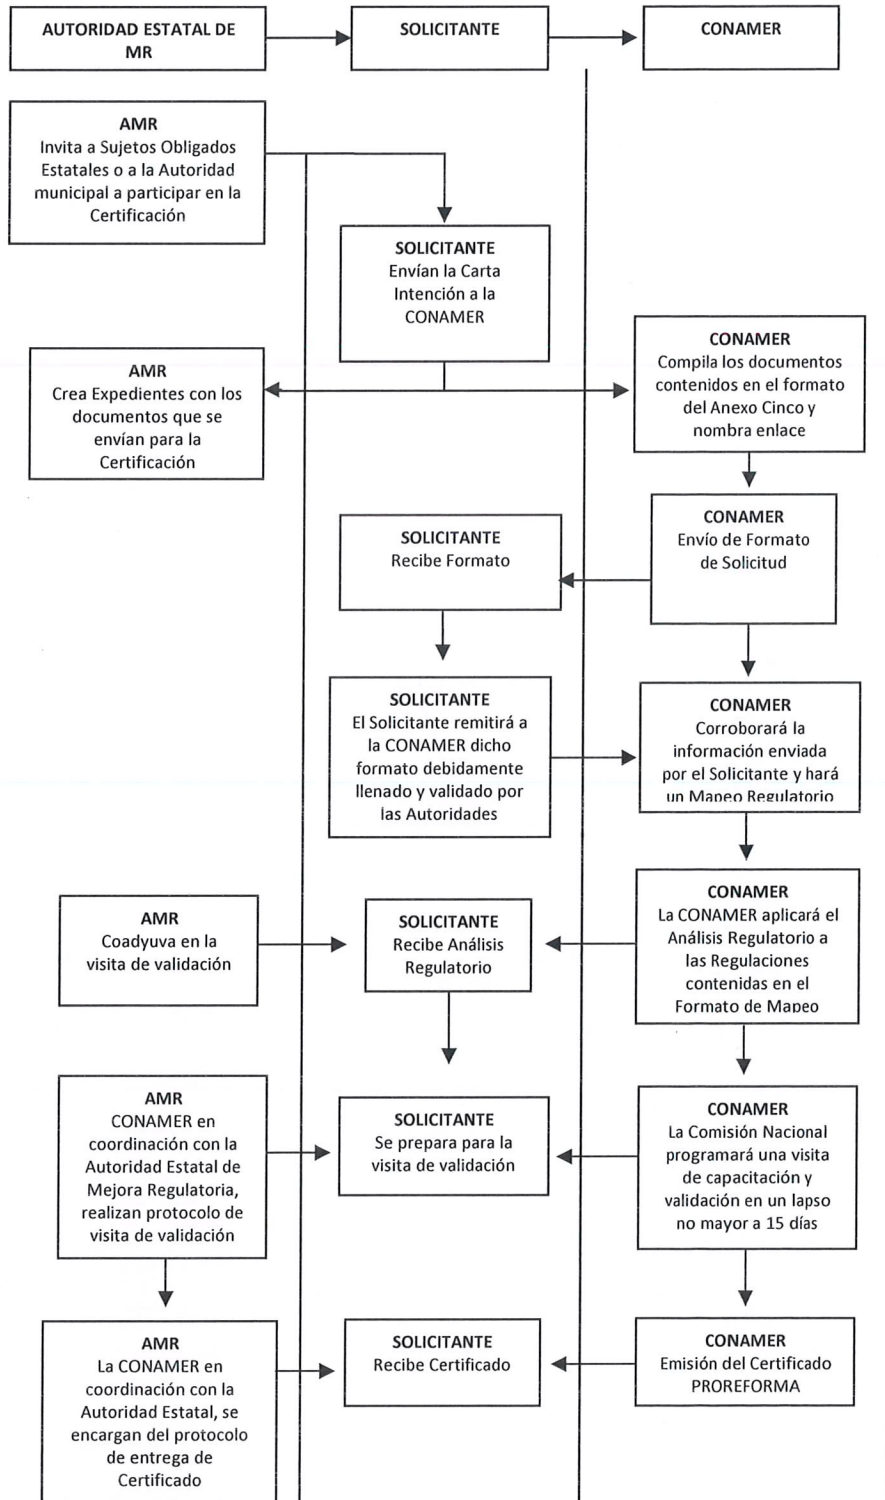 AUTORIDAD ESTATAL DE
MR
SOLICITANTE
CONAMER
AMR
Invita a Sujetos Obligados
Estatales o a la Autoridad
municipal a participar en la
Certificación
SOLICITANTE
Envían la Carta
Intención a la
CONAMER
AMR
Crea Expedientes con los
documentos que se
envían para la
Certificación
CONAMER
Compila los documentos
contenidos en el formato
del Anexo Cinco y
nombra enlace
CONAMER
Envío de Formato
de Solicitud
SOLICITANTE
Recibe Formato
SOLICITANTE
El Solicitante remitirá a
la CONAMER dicho
formato debidamente
llenado y validado por
las Autoridades
CONAMER
Corroborará la
información enviada
por el Solicitante y hará
un Mapeo Regulatorio
AMR
Coadyuva en la
visita de validación
SOLICITANTE
Recibe Análisis
Regulatorio
CONAMER
La CONAMER aplicará el
Análisis Regulatorio a
las Regulaciones
contenidas en el
Formato de Mapeo
AMR
CONAMER en
coordinación con la
Autoridad Estatal de
Mejora Regulatoria,
realizan protocolo de
visita de validación
SOLICITANTE
Se prepara para la
visita de validación
CONAMER
La Comisión Nacional
programará una visita
de capacitación y
validación en un lapso
no mayor a 15 días
AMR
La CONAMER en
coordinación con la
Autoridad Estatal, se
encargan del protocolo
de entrega de
Certificado
SOLICITANTE
Recibe Certificado
CONAMER
Emisión del Certificado
PROREFORMA